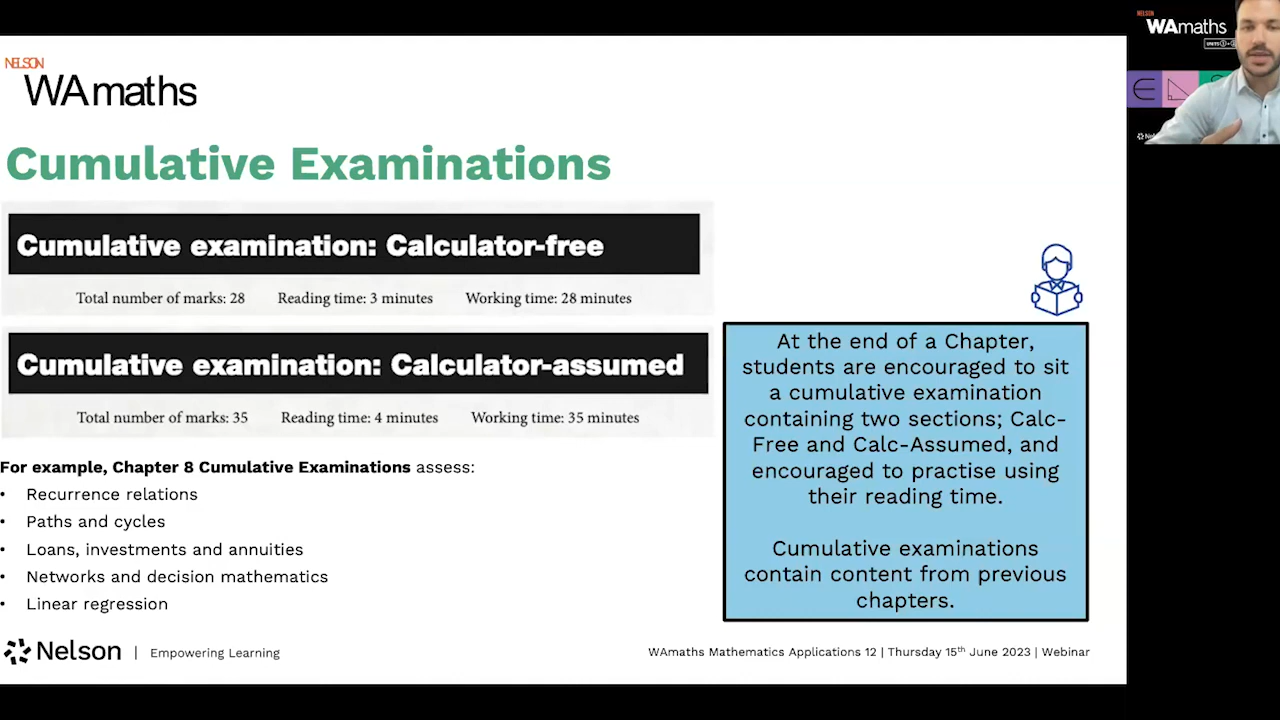 NELSON
WAmaths
Cumulative Examinations
Cumulative examination: Calculator-free
Total number of marks: 28 Reading time: 3 minutes Working time: 28 minutes
Cumulative examination: Calculator-assumed
Total number of marks: 35 Reading time: 4 minutes Working time: 35 minutes
For example, Chapter 8 Cumulative Examinations assess:
• Recurrence relations
• Paths and cycles
• Loans, investments and annuities
• Networks and decision mathematics
• Linear regression
At the end of a Chapter,
students are encouraged to sit
a cumulative examination
containing two sections; Calc-
Free and Calc-Assumed, and
encouraged to practise using
their reading time.
Cumulative examinations
contain content from previous
chapters.
Nelson | Empowering Learning
WAmaths Mathematics Applications 12 | Thursday 15th June 2023 | Webinar
NELSON
WAmaths